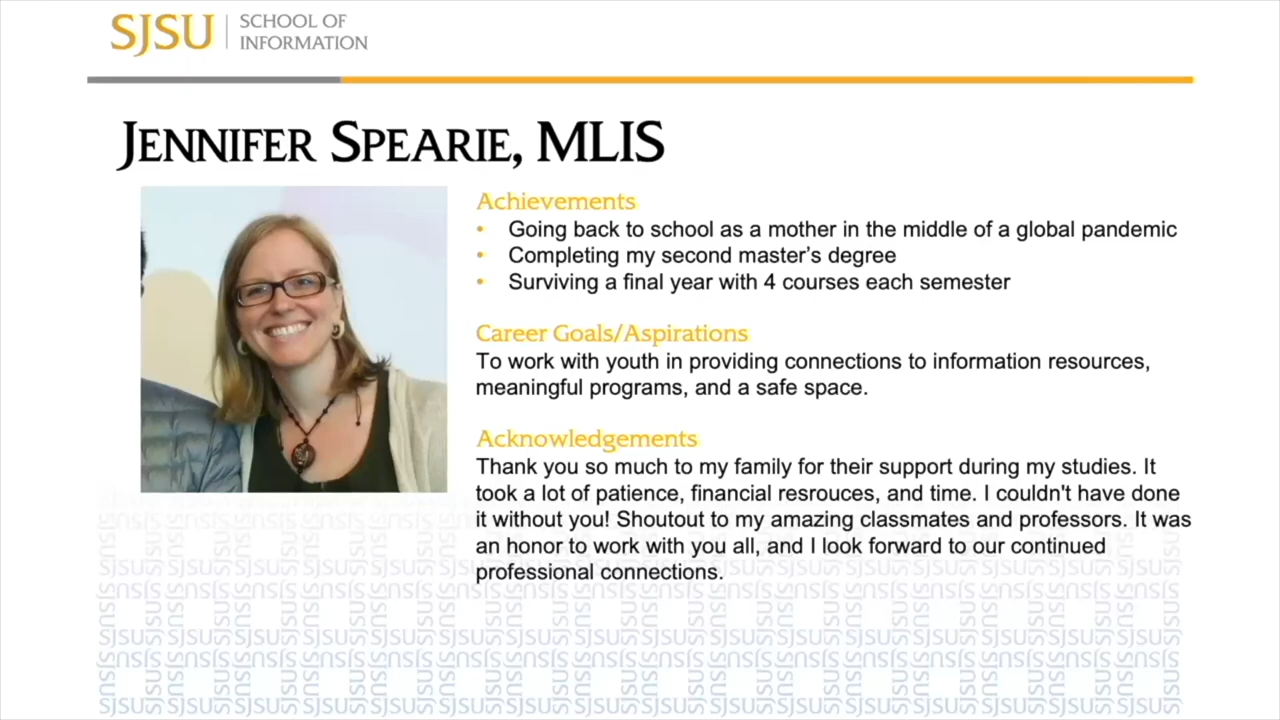 SJSU
SCHOOL OF
INFORMATION
JENNIFER SPEARIE, MLIS
Achievements
• Going back to school as a mother in the middle of a global pandemic
• Completing my second master's degree
• Surviving a final year with 4 courses each semester
Career Goals/Aspirations
To work with youth in providing connections to information resources,
meaningful programs, and a safe space.
Acknowledgements
Thank you so much to my family for their support during my studies. It
took a lot of patience, financial resrouces, and time. I couldn't have done
it without you! Shoutout to my amazing classmates and professors. It was
an honor to work with you all, and I look forward to our continued
professional connections.